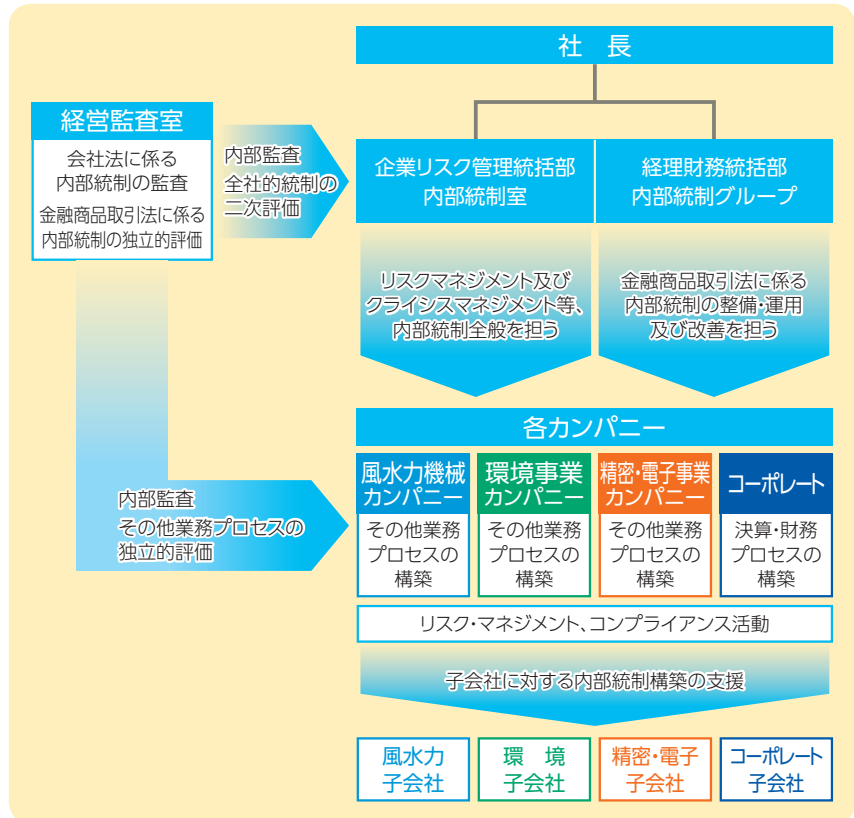 社 長
経営監査室
会社法に係る
内部統制の監査
金融商品取引法に係る
内部統制の独立的評価
内部監査
全社的統制の
二次評価
企業リスク管理統括部
内部統制室
経理財務統括部
内部統制グループ
リスクマネジメント及び
クライシスマネジメント等、
内部統制全般を担う
金融商品取引法に係る
内部統制の整備・運用
及び改善を担う
内部監査
その他業務プロセスの
独立的評価
各カンパニー
風水力機械
カンパニー
その他業務
プロセスの
構築
環境事業
カンパニー
その他業務
プロセスの
構築
精密・電子事業
カンパニー
その他業務
プロセスの
構築
コーポレート
決算・財務
プロセスの
構築
リスク・マネジメント、コンプライアンス活動
子会社に対する内部統制構築の支援
風水力
子会社
環 境
子会社
精密・電子
子会社
コーポレート
子会社